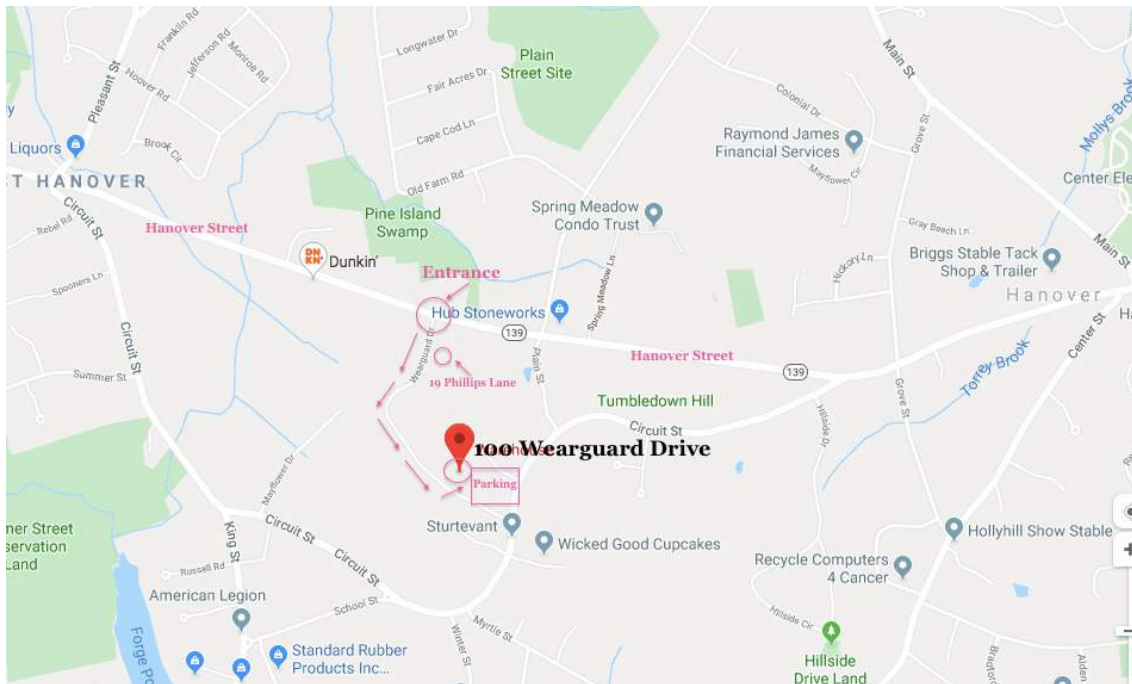 Franklin Rd
Jefferson Rd
Monroe Rd
Hoover Rd
Pleasant St
Longwater Dr
Fair Acres Dr
Plain
Street Site
Main St
Colonial Dr
Grove St
Mollys Brook
Liquors
Brook Cir
Cape Cod Ln
Raymond James
Financial Services
Mayflower Cir
Center Ele
T HANOVER
Old Farm Rd
Circuit St
Rebel Rd
Hanover Street
Pine Island
Swamp
Spring Meadow
Condo Trust
Gray Beech Ln
Main St
Dunkin'
Spooners Ln
Entrance
Spring Meadow Ln
Hickory Ln
Briggs Stable Tack
Shop & Trailer
Hanover
Hub Stoneworks
139
Circuit St
Wearguard Dr
Plain St
Hanover Street
139
Center St
Torrey Brook
Summer St
19 Phillips Lane
Grove St
Tumbledown Hill
Circuit St
Hillside Dr
100 Wearguard Drive
Mayflower Dr
Parking
mer Street
servation
Land
King St
Circuit St
Sturtevant
Wicked Good Cupcakes
Hollyhill Show Stable
Circuit St
Russell Rd
Recycle Computers
4 Cancer
American Legion
School St
Myrtle St
Hillside Cir
Forge Po
Winter St
Standard Rubber
Products Inc...
Hillside
Drive Land
Bradfor
Alden